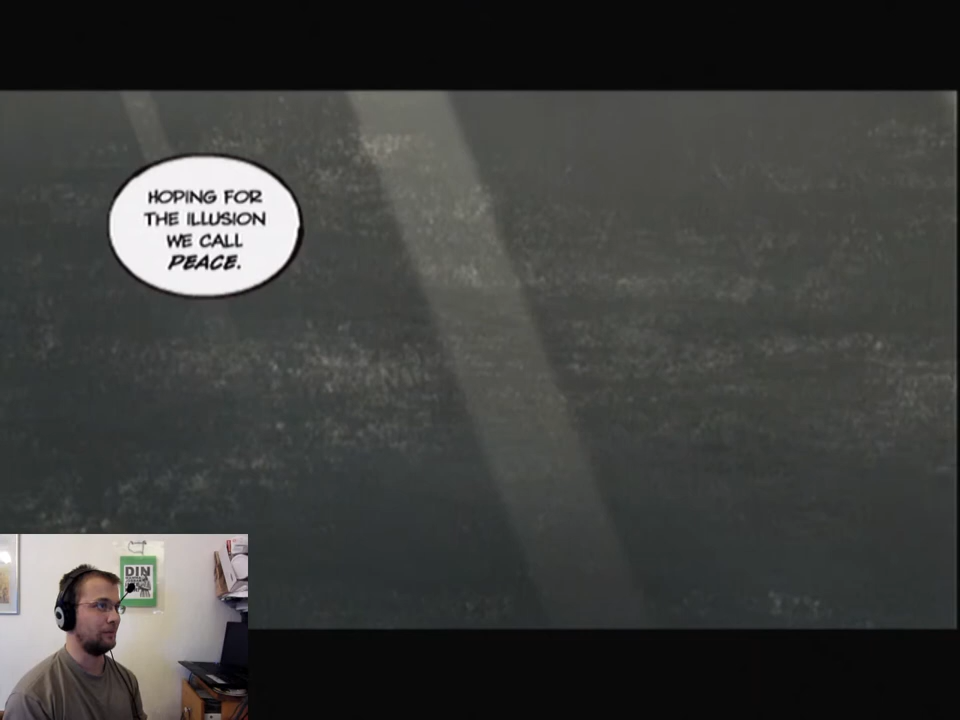 HOPING FOR
THE ILLUSION
WE CALL
PEACE.
DIN